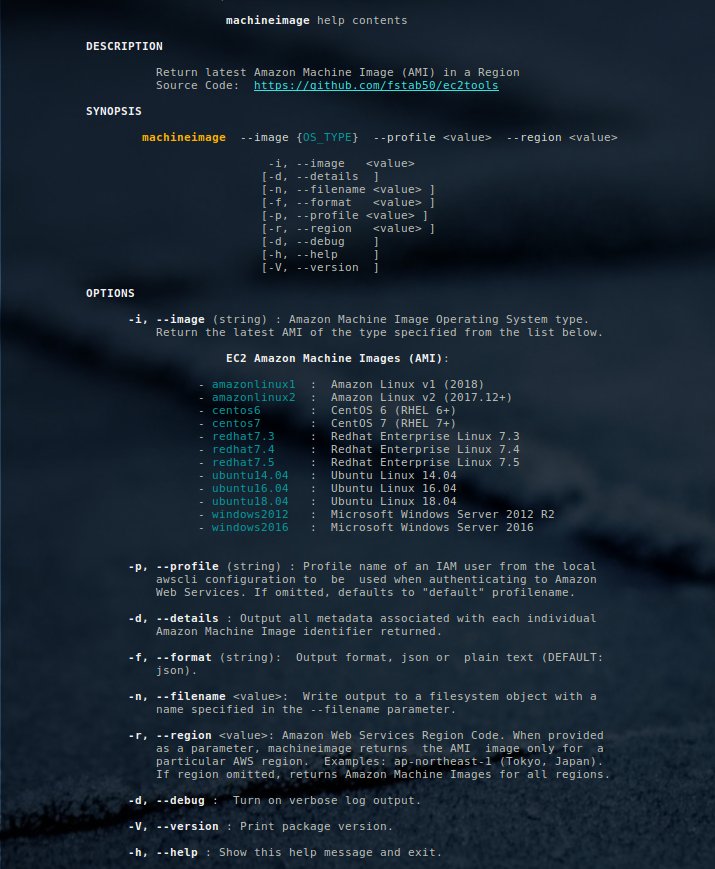 machineimage help contents
DESCRIPTION
Return latest Amazon Machine Image (AMI) in a Region
Source Code:  https://github.com/fstab50/ec2tools
SYNOPSIS
machineimage  --image {OS_TYPE}  --profile <value>  --region <value>
-i, --image   <value>
[-d, --details  ]
[-n, --filename <value> ]
[-f, --format   <value> ]
[-p, --profile <value> ]
[-r, --region   <value> ]
[-d, --debug    ]
[-h, --help     ]
[-V, --version  ]
OPTIONS
-i, --image (string) : Amazon Machine Image Operating System type.
Return the latest AMI of the type specified from the list below.
EC2 Amazon Machine Images (AMI):
- amazonlinux1  :  Amazon Linux v1 (2018)
- amazonlinux2  :  Amazon Linux v2 (2017.12+)
- centos6       :  CentOS 6 (RHEL 6+)
- centos7       :  CentOS 7 (RHEL 7+)
- redhat7.3     :  Redhat Enterprise Linux 7.3
- redhat7.4     :  Redhat Enterprise Linux 7.4
- redhat7.5     :  Redhat Enterprise Linux 7.5
- ubuntu14.04   :  Ubuntu Linux 14.04
- ubuntu16.04   :  Ubuntu Linux 16.04
- ubuntu18.04   :  Ubuntu Linux 18.04
- windows2012   :  Microsoft Windows Server 2012 R2
- windows2016   :  Microsoft Windows Server 2016
-p, --profile (string) : Profile name of an IAM user from the local
awscli configuration to  be  used when authenticating to Amazon
Web Services. If omitted, defaults to "default" profilename.
-d, --details : Output all metadata associated with each individual
Amazon Machine Image identifier returned.
-f, --format (string):  Output format, json or  plain text (DEFAULT:
json).
-n, --filename <value>:  Write output to a filesystem object with a
name specified in the --filename parameter.
-r, --region <value>: Amazon Web Services Region Code. When provided
as a parameter, machineimage returns  the AMI  image only for  a
particular AWS region.  Examples: ap-northeast-1 (Tokyo, Japan).
If region omitted, returns Amazon Machine Images for all regions.
-d, --debug :  Turn on verbose log output.
-V, --version : Print package version.
-h, --help : Show this help message and exit.